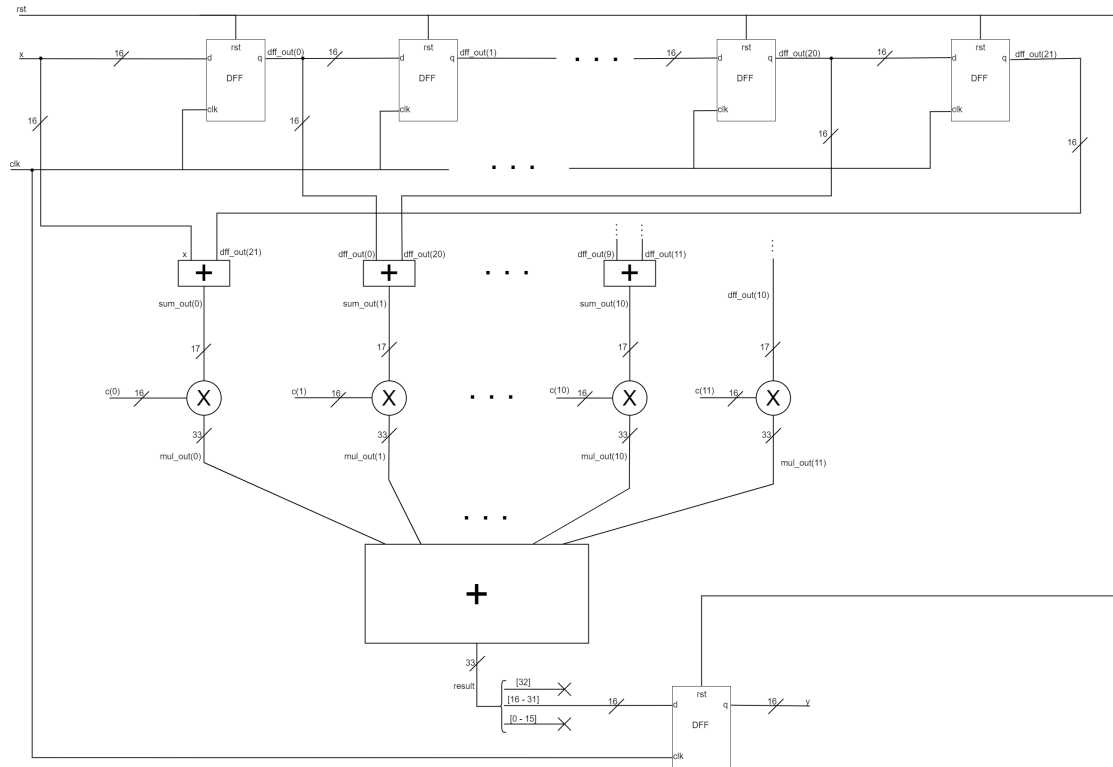 rst
rst rst rst rst
x 16 d q dff_out(0) 16 d q dff_out(1) . . . 16 d q dff_out(20) 16 d q dff_out(21)
DFF DFF DFF DFF
clk clk clk clk
16 16 16 16
clk . . .
x dff_out(21) dff_out(0) dff_out(20) dff_out(9) dff_out(11)
+ + . . . + 
sum_out(0) sum_out(1) sum_out(10) dff_out(10)
17 17 17 17
c(0) 16 X c(1) 16 X . . . c(10) 16 X c(11) 16 X
33 33 33 33
mul_out(0) mul_out(1) mul_out(10) mul_out(11)
. . .
+
33
result
[32]
[16 - 31] 16
[0 - 15]
rst
d q 16 y
DFF
clk